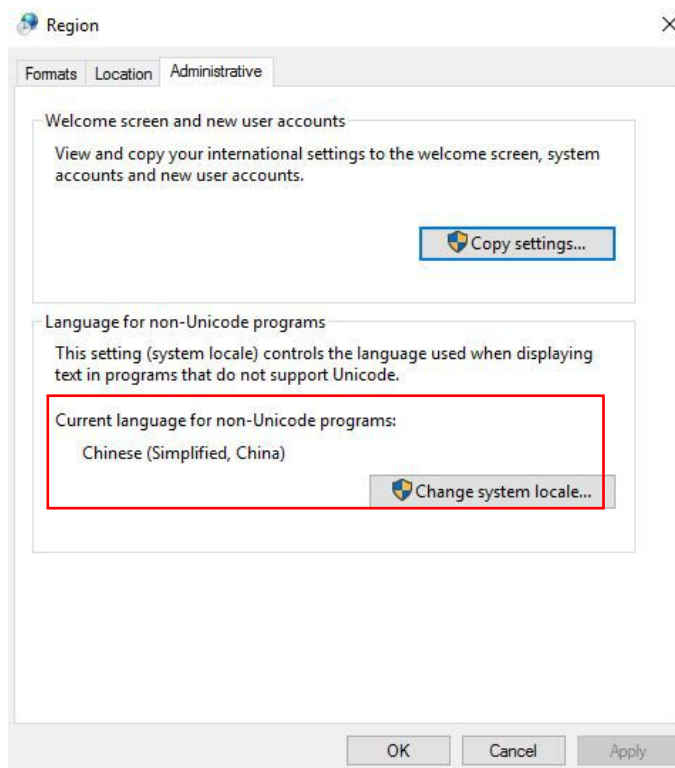 Region
Formats Location Administrative
Welcome screen and new user accounts
View and copy your international settings to the welcome screen, system
accounts and new user accounts.
Copy settings...
Language for non-Unicode programs
This setting (system locale) controls the language used when displaying
text in programs that do not support Unicode.
Current language for non-Unicode programs:
Chinese (Simplified, China)
Change system locale...
OK Cancel Apply